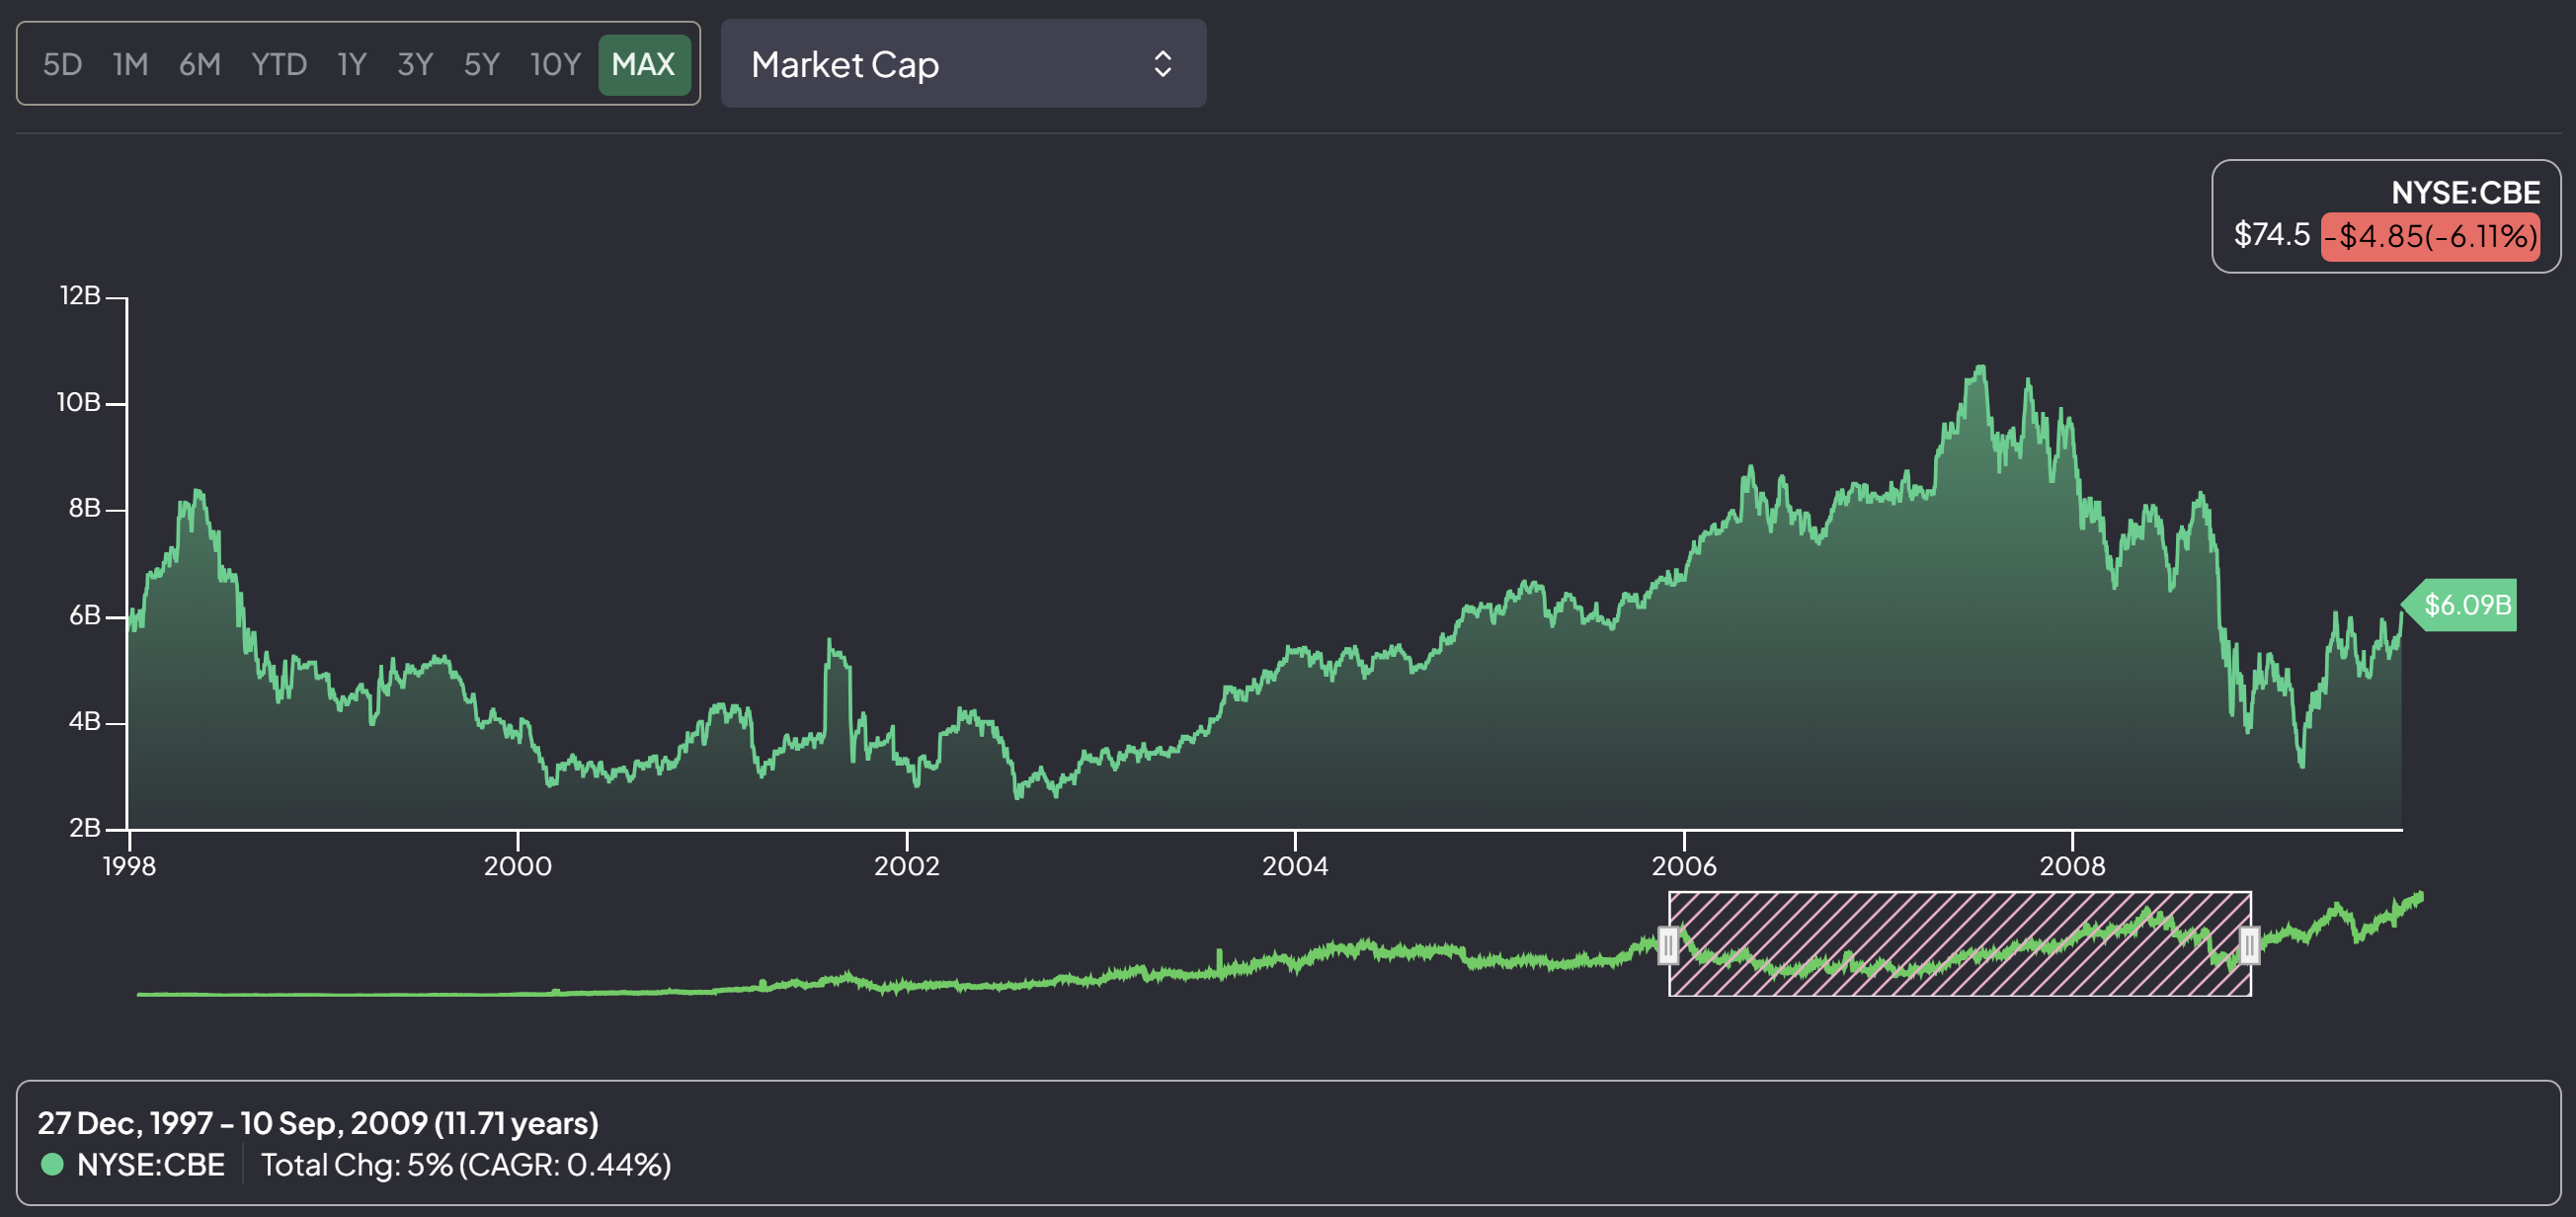 5D 1M 6M YTD 1Y 3Y 5Y 10Y MAX Market Cap
NYSE:CBE
$74.5 -$4.85(-6.11%)
12B
10B
8B
6B
4B
2B
$6.09B
1998 2000 2002 2004 2006 2008
27 Dec, 1997 - 10 Sep, 2009 (11.71 years)
NYSE:CBE Total Chg: 5% (CAGR: 0.44%)